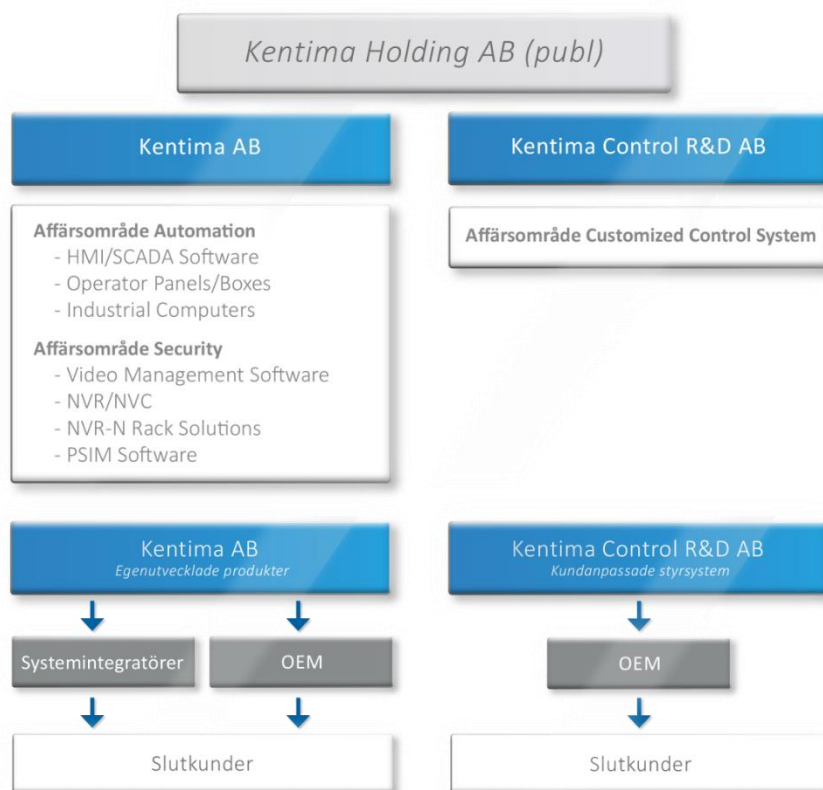 Kentima Holding AB (publ)
Kentima AB
Affärsområde Automation
- HMI/SCADA Software
- Operator Panels/Boxes
- Industrial Computers
Affärsområde Security
- Video Management Software
- NVR/NVC
- NVR-N Rack Solutions
- PSIM Software
Kentima Control R&D AB
Affärsområde Customized Control System
Kentima AB
Egenutvecklade produkter
Systemintegratörer
OEM
Slutkunder
Kentima Control R&D AB
Kundanpassade styrsystem
OEM
Slutkunder